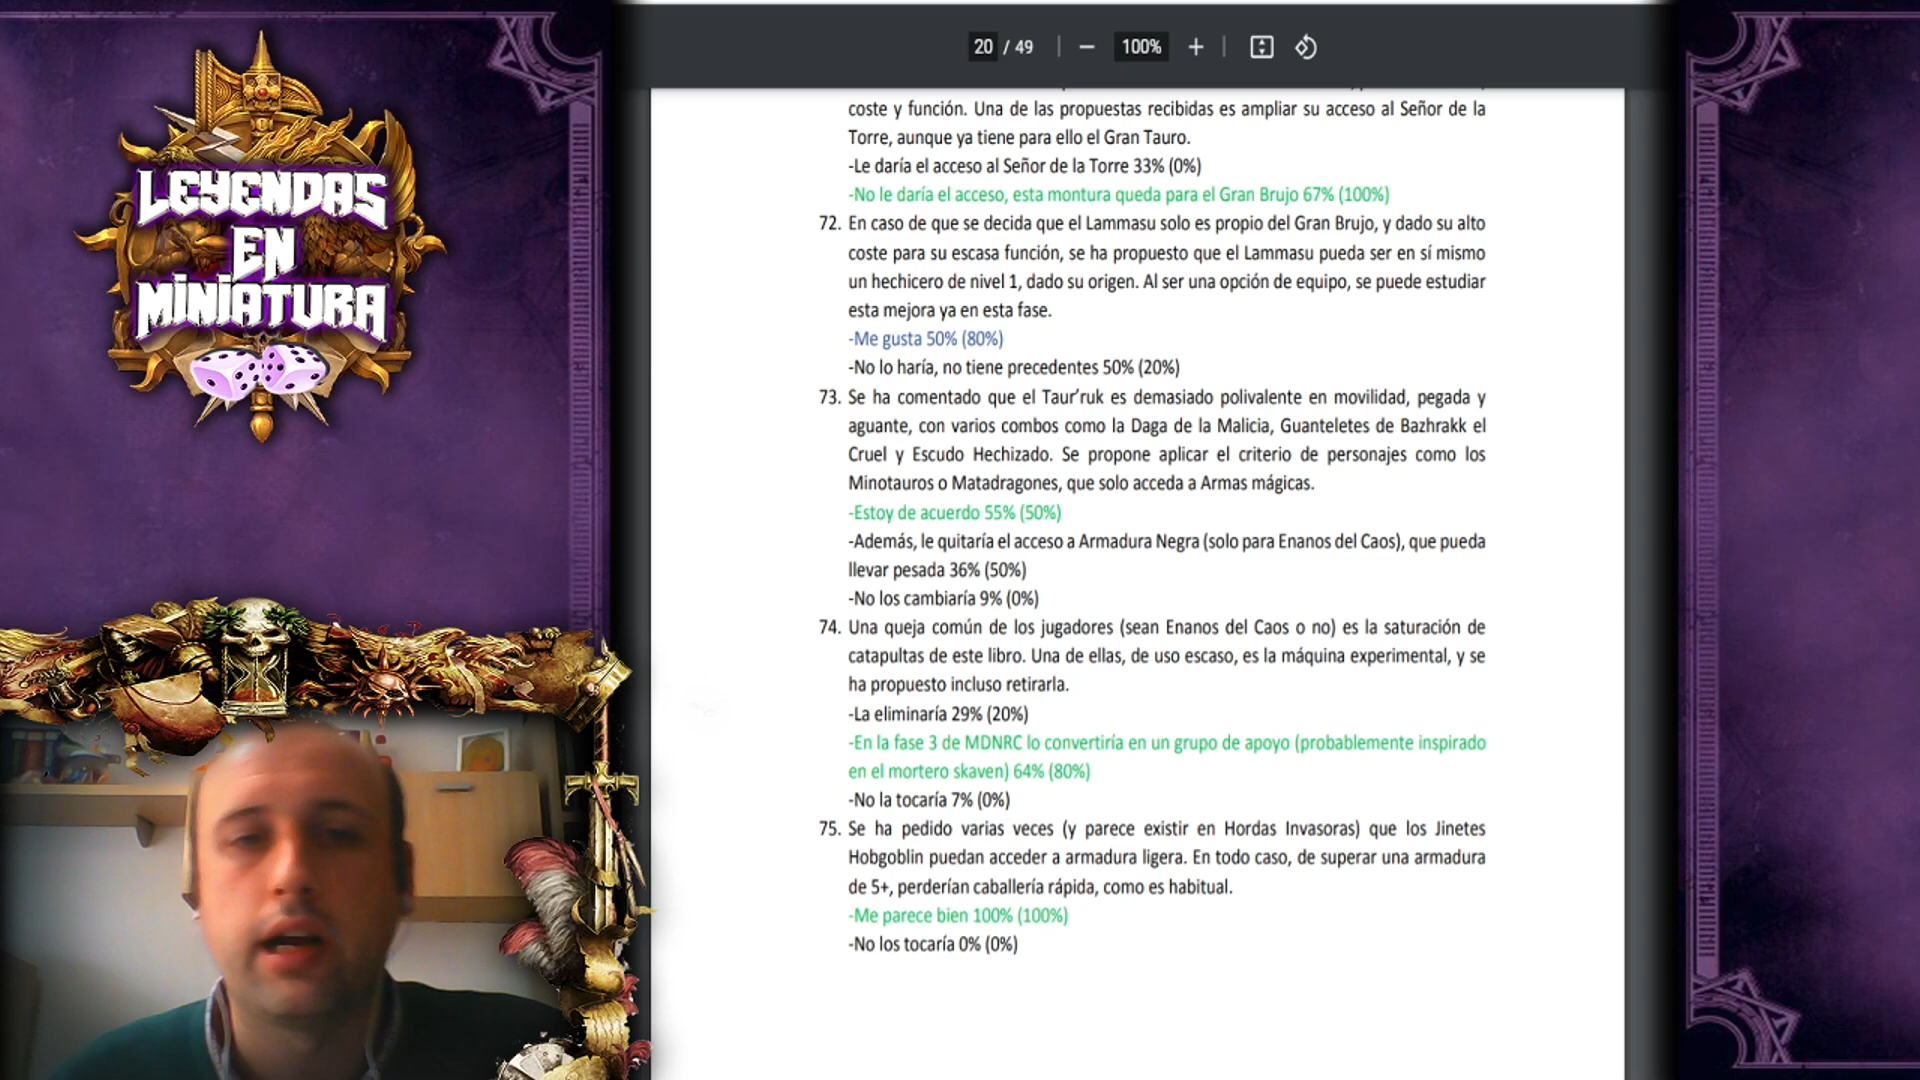 LEYENDAS
EN
MINIATURA
20 / 49
100%
coste y función. Una de las propuestas recibidas es ampliar su acceso al Señor de la
Torre, aunque ya tiene para ello el Gran Tauro.
-Le daría el acceso al Señor de la Torre 33% (0%)
-No le daría el acceso, esta montura queda para el Gran Brujo 67% (100%)
72. En caso de que se decida que el Lammasu solo es propio del Gran Brujo, y dado su alto
coste para su escasa función, se ha propuesto que el Lammasu pueda ser en sí mismo
un hechicero de nivel 1, dado su origen. Al ser una opción de equipo, se puede estudiar
esta mejora ya en esta fase.
-Me gusta 50% (80%)
-No lo haría, no tiene precedentes 50% (20%)
73. Se ha comentado que el Taur'ruk es demasiado polivalente en movilidad, pegada y
aguante, con varios combos como la Daga de la Malicia, Guanteletes de Bazhrakk el
Cruel y Escudo Hechizado. Se propone aplicar el criterio de personajes como los
Minotauros o Matadragones, que solo acceda a Armas mágicas.
-Estoy de acuerdo 55% (50%)
-Además, le quitaría el acceso a Armadura Negra (solo para Enanos del Caos), que pueda
llevar pesada 36% (50%)
-No los cambiaría 9% (0%)
74. Una queja común de los jugadores (sean Enanos del Caos o no) es la saturación de
catapultas de este libro. Una de ellas, de uso escaso, es la máquina experimental, y se
ha propuesto incluso retirarla.
-La eliminaría 29% (20%)
-En la fase 3 de MDNRC lo convertiría en un grupo de apoyo (probablemente inspirado
en el mortero skaven) 64% (80%)
-No la tocaría 7% (0%)
75. Se ha pedido varias veces (y parece existir en Hordas Invasoras) que los Jinetes
Hobgoblin puedan acceder a armadura ligera. En todo caso, de superar una armadura
de 5+, perderían caballería rápida, como es habitual.
-Me parece bien 100% (100%)
-No los tocaría 0% (0%)